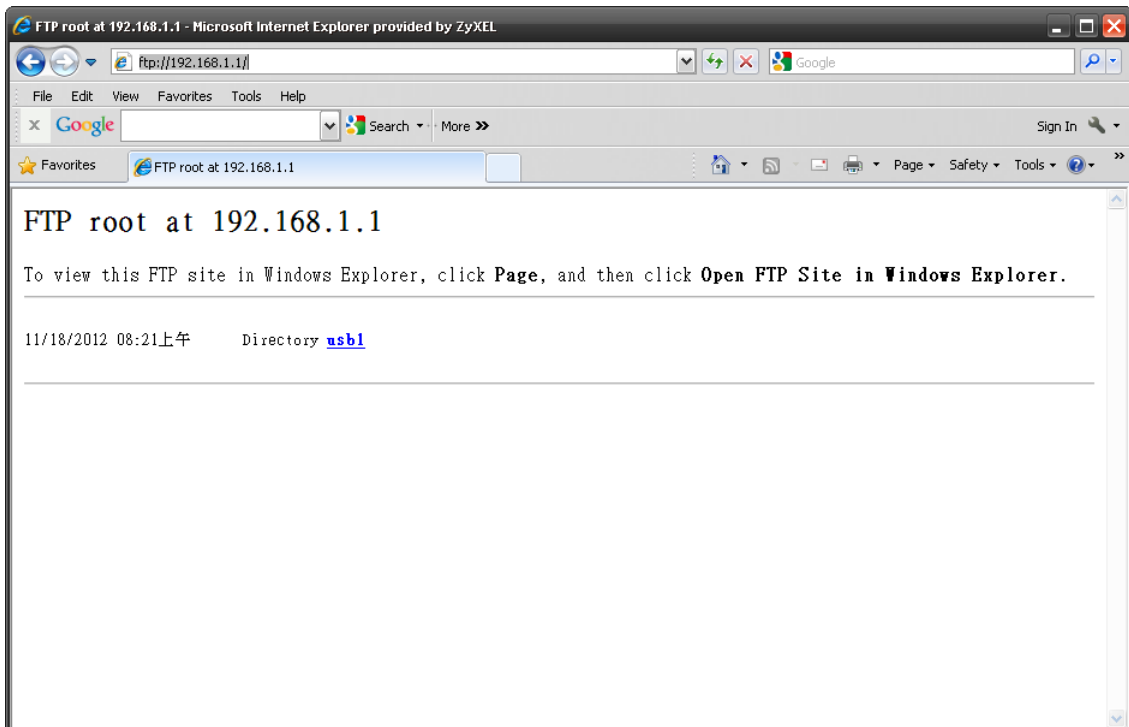 FTP root at 192.168.1.1 - Microsoft Internet Explorer provided by ZyXEL
ftp://192.168.1.1/ Google
File Edit View Favorites Tools Help
x Google Search More >> Sign In
Favorites FTP root at 192.168.1.1 Page Safety Tools >>
FTP root at 192.168.1.1
To view this FTP site in Windows Explorer, click Page, and then click Open FTP Site in Windows Explorer.
11/18/2012 08:21上午 Directory usb1